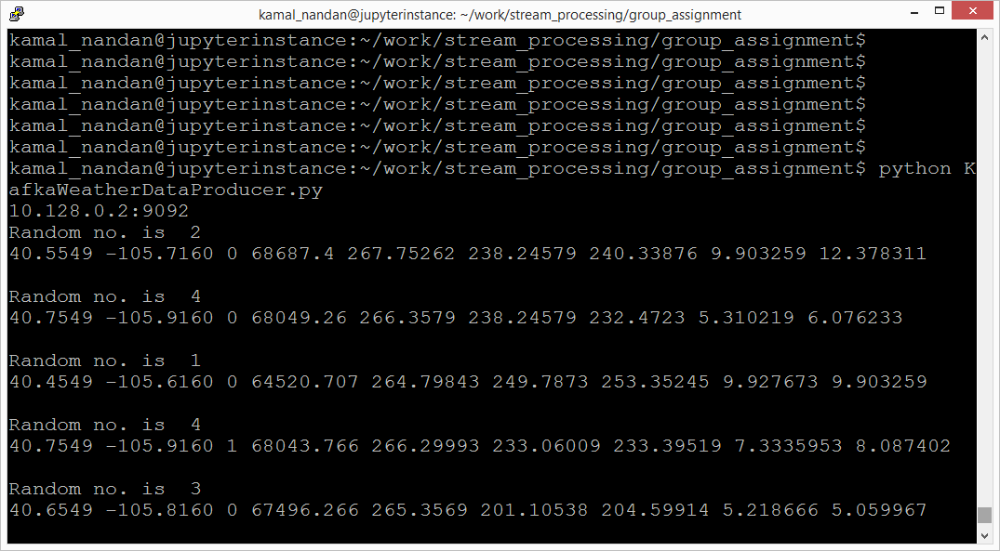 kamal_nandan@jupyterinstance: ~/work/stream_processing/group_assignment
kamal_nandan@jupyterinstance:~/work/stream_processing/group_assignment$
kamal_nandan@jupyterinstance:~/work/stream_processing/group_assignment$
kamal_nandan@jupyterinstance:~/work/stream_processing/group_assignment$
kamal_nandan@jupyterinstance:~/work/stream_processing/group_assignment$
kamal_nandan@jupyterinstance:~/work/stream_processing/group_assignment$
kamal_nandan@jupyterinstance:~/work/stream_processing/group_assignment$
kamal_nandan@jupyterinstance:~/work/stream_processing/group_assignment$ python K
afkaWeatherDataProducer.py
10.128.0.2:9092
Random no. is  2
40.5549 -105.7160 0 68687.4 267.75262 238.24579 240.33876 9.903259 12.378311
Random no. is  4
40.7549 -105.9160 0 68049.26 266.3579 238.24579 232.4723 5.310219 6.076233
Random no. is  1
40.4549 -105.6160 0 64520.707 264.79843 249.7873 253.35245 9.927673 9.903259
Random no. is  4
40.7549 -105.9160 1 68043.766 266.29993 233.06009 233.39519 7.3335953 8.087402
Random no. is  3
40.6549 -105.8160 0 67496.266 265.3569 201.10538 204.59914 5.218666 5.059967